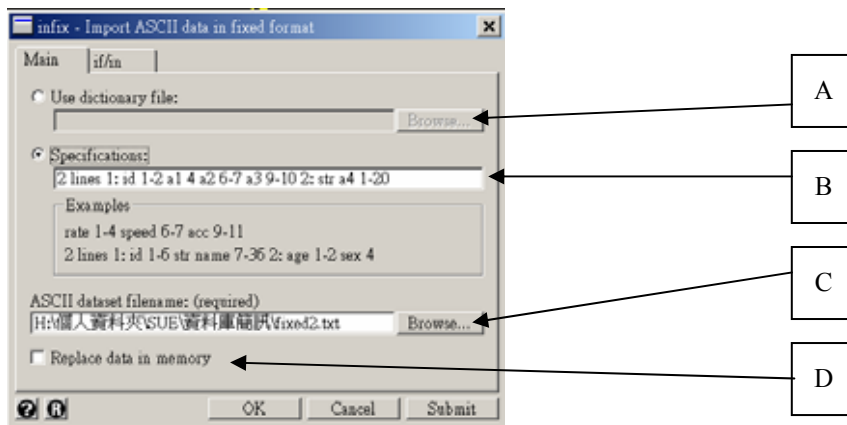 infix - Import ASCII data in fixed format
Main if/in
Use dictionary file:
Browse...
A
Specifications:
2 lines 1: id 1-2 a1 4 a2 6-7 a3 9-10 2: str a4 1-20
B
Examples
rate 1-4 speed 6-7 acc 9-11
2 lines 1: id 1-6 str name 7-36 2: age 1-2 sex 4
ASCII dataset filename: (required)
H:\個人資料夾\SUE\資料庫簡訊\fixed2.txt
Browse...
C
Replace data in memory
D
OK Cancel Submit